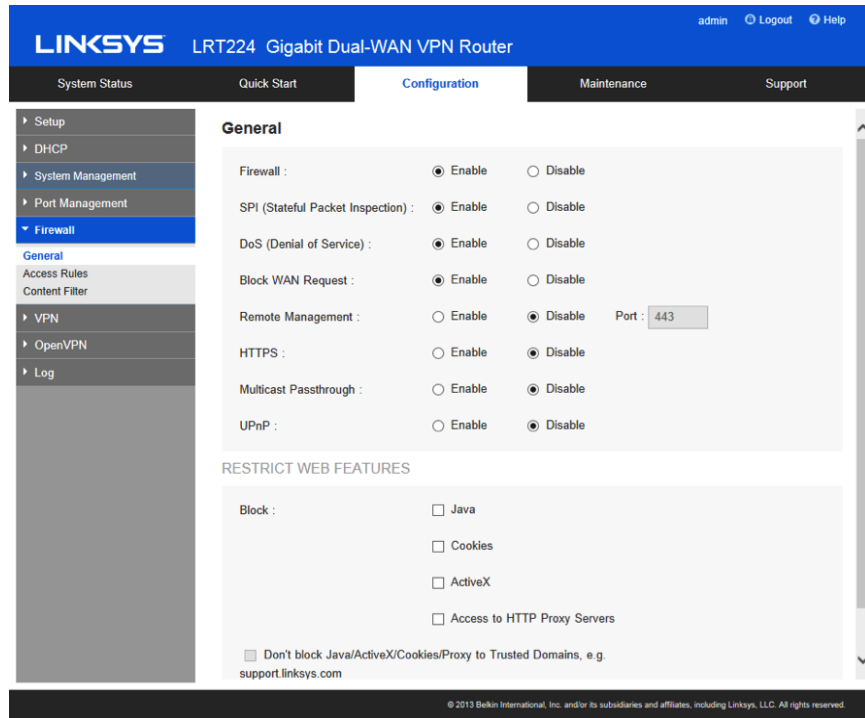 admin Logout Help
LINKSYS LRT224 Gigabit Dual-WAN VPN Router
System Status Quick Start Configuration Maintenance Support
Setup
DHCP
System Management
Port Management
Firewall
General
Access Rules
Content Filter
VPN
OpenVPN
Log
General
Firewall : Enable Disable
SPI (Stateful Packet Inspection) : Enable Disable
DoS (Denial of Service) : Enable Disable
Block WAN Request : Enable Disable
Remote Management : Enable Disable Port : 443
HTTPS : Enable Disable
Multicast Passthrough : Enable Disable
UPnP : Enable Disable
RESTRICT WEB FEATURES
Block : Java
Cookies
ActiveX
Access to HTTP Proxy Servers
Don't block Java/ActiveX/Cookies/Proxy to Trusted Domains, e.g.
support.linksys.com
© 2013 Belkin International, Inc. and/or its subsidiaries and affiliates, including Linksys, LLC. All rights reserved.